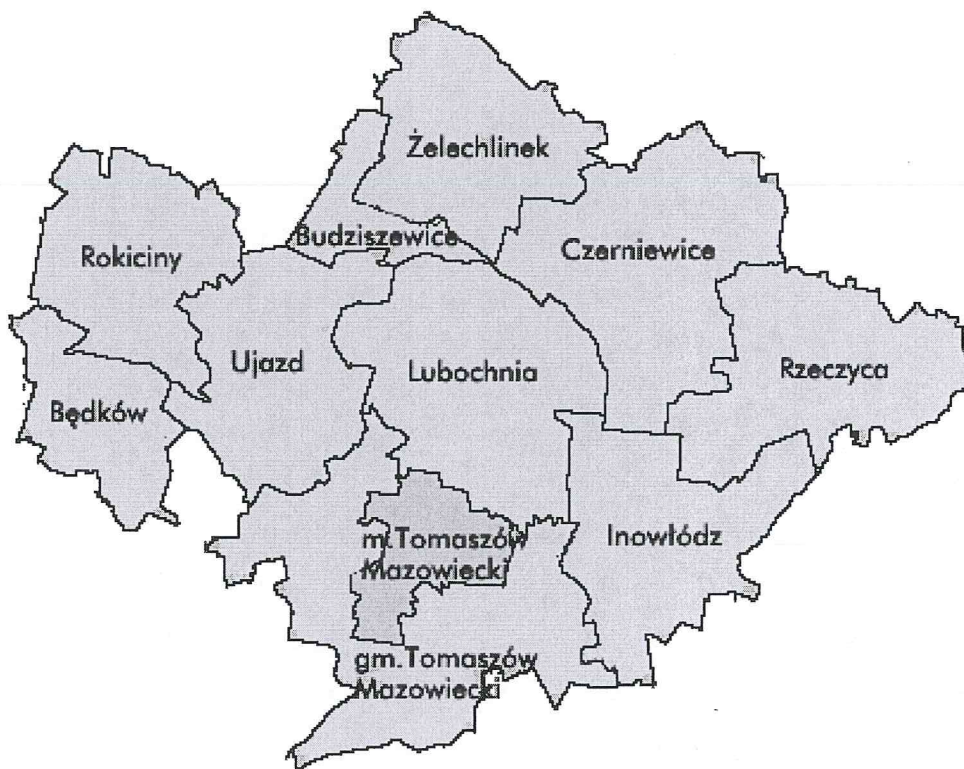 Żelechlinek
Budziszewice
Czerniewice
Rokiciny
Ujazd
Lubochnia
Rzeczyca
Będków
m.Tomaszów
Mazowiecki
Inowłódz
gm.Tomaszów
Mazowiecki